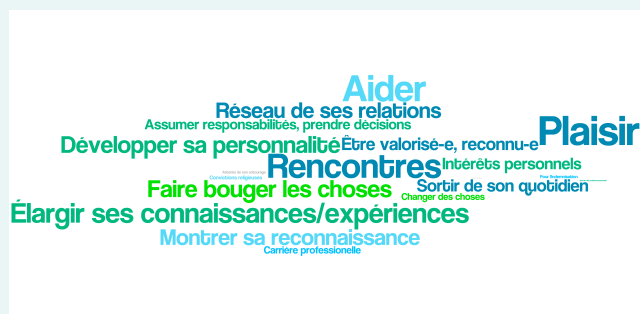 Aider
Réseau de ses relations
Assumer responsabilités, prendre décisions
Plaisir
Développer sa personnalité
Être valorisé-e, reconnu-e
Rencontres
Intérêts personnels
Convictions religieuses
Faire bouger les choses
Sortir de son quotidien
Changer des choses
Élargir ses connaissances/expériences
Montrer sa reconnaissance
Carrière professionelle